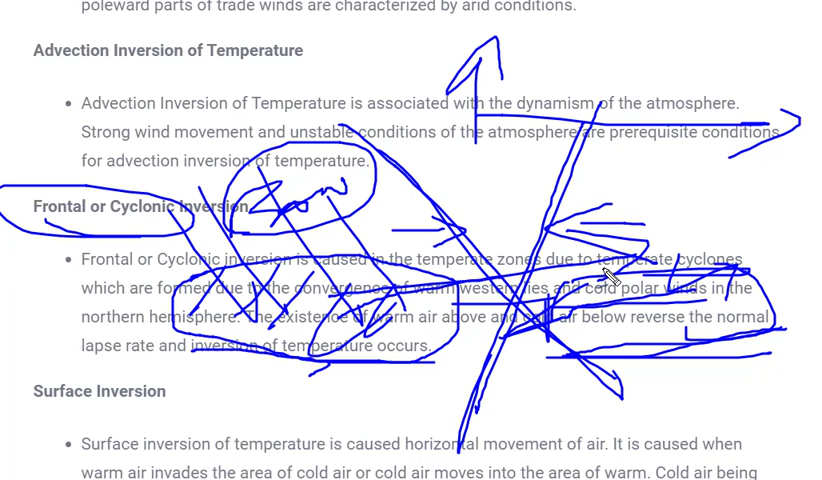 poleward parts of trade winds are characterized by arid conditions.
Advection Inversion of Temperature
• Advection Inversion of Temperature is associated with the dynamism of the atmosphere.
Strong wind movement and unstable conditions of the atmosphere are prerequisite conditions
for advection inversion of temperature.
Frontal or Cyclonic Inversion
• Frontal or Cyclonic inversion is caused in the temperate zones due to temperate cyclones
which are formed due to the convergence of warm westerlies and cold polar winds in the
northern hemisphere. The existence of warm air above and cold air below reverse the normal
lapse rate and inversion of temperature occurs.
Surface Inversion
• Surface inversion of temperature is caused horizontal movement of air. It is caused when
warm air invades the area of cold air or cold air moves into the area of warm. Cold air being